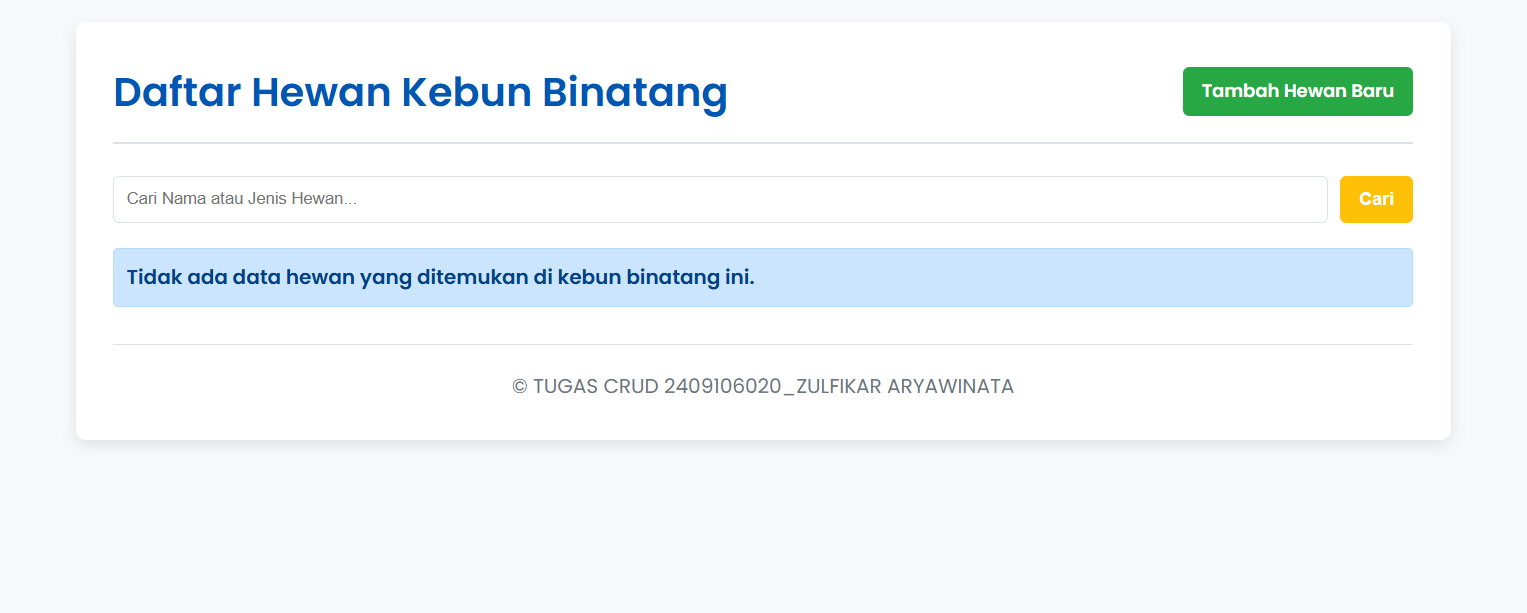 Daftar Hewan Kebun Binatang
Tambah Hewan Baru
Cari Nama atau Jenis Hewan...
Cari
Tidak ada data hewan yang ditemukan di kebun binatang ini.
© TUGAS CRUD 2409106020_ZULFIKAR ARYAWINATA